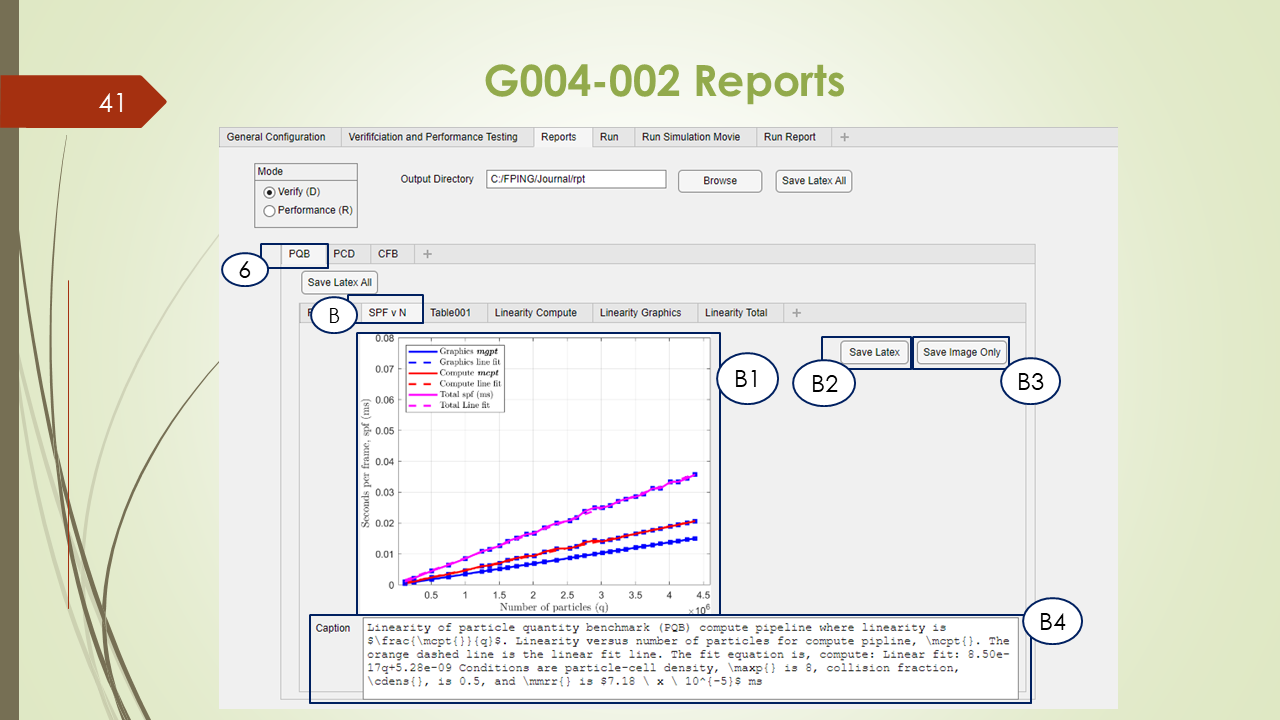 41
G004-002 Reports
General Configuration Verififciation and Performance Testing Reports Run Run Simulation Movie Run Report +
Mode
Verify (D)
Performance (R)
Output Directory C:/FPING/Journal/rpt Browse Save Latex All
6
PQB PCD CFB +
Save Latex All
B
SPF v N Table001 Linearity Compute Linearity Graphics Linearity Total +
Save Latex Save Image Only
B1
B2
B3
Graphics mgpt
Graphics line fit
Compute mcpt
Compute line fit
Total spf (ms)
Total Line fit
Seconds per frame, spf (ms)
0.08
0.07
0.06
0.05
0.04
0.03
0.02
0.01
0
0.5 1 1.5 2 2.5 3 3.5 4 4.5
Number of particles (q)
×10^6
B4
Caption
Linearity of particle quantity benchmark (PQB) compute pipeline where linearity is
$\frac{\mcpt{}}{q}$. Linearity versus number of particles for compute pipline, \mcpt{}. The
orange dashed line is the linear fit line. The fit equation is, compute: Linear fit: 8.50e-
17q+5.28e-09 Conditions are particle-cell density, \maxp{} is 8, collision fraction,
\cdens{}, is 0.5, and \mmrr{} is $7.18 \ x \ 10^{-5}$ ms